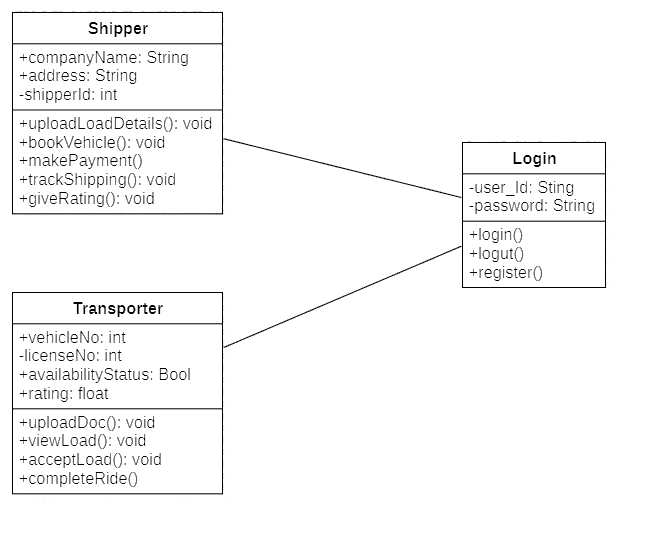 Shipper
+companyName: String
+address: String
-shipperId: int
+uploadLoadDetails(): void
+bookVehicle(): void
+makePayment()
+trackShipping(): void
+giveRating(): void
Login
-user_Id: Sting
-password: String
+login()
+logut()
+register()
Transporter
+vehicleNo: int
-licenseNo: int
+availabilityStatus: Bool
+rating: float
+uploadDoc(): void
+viewLoad(): void
+acceptLoad(): void
+completeRide()